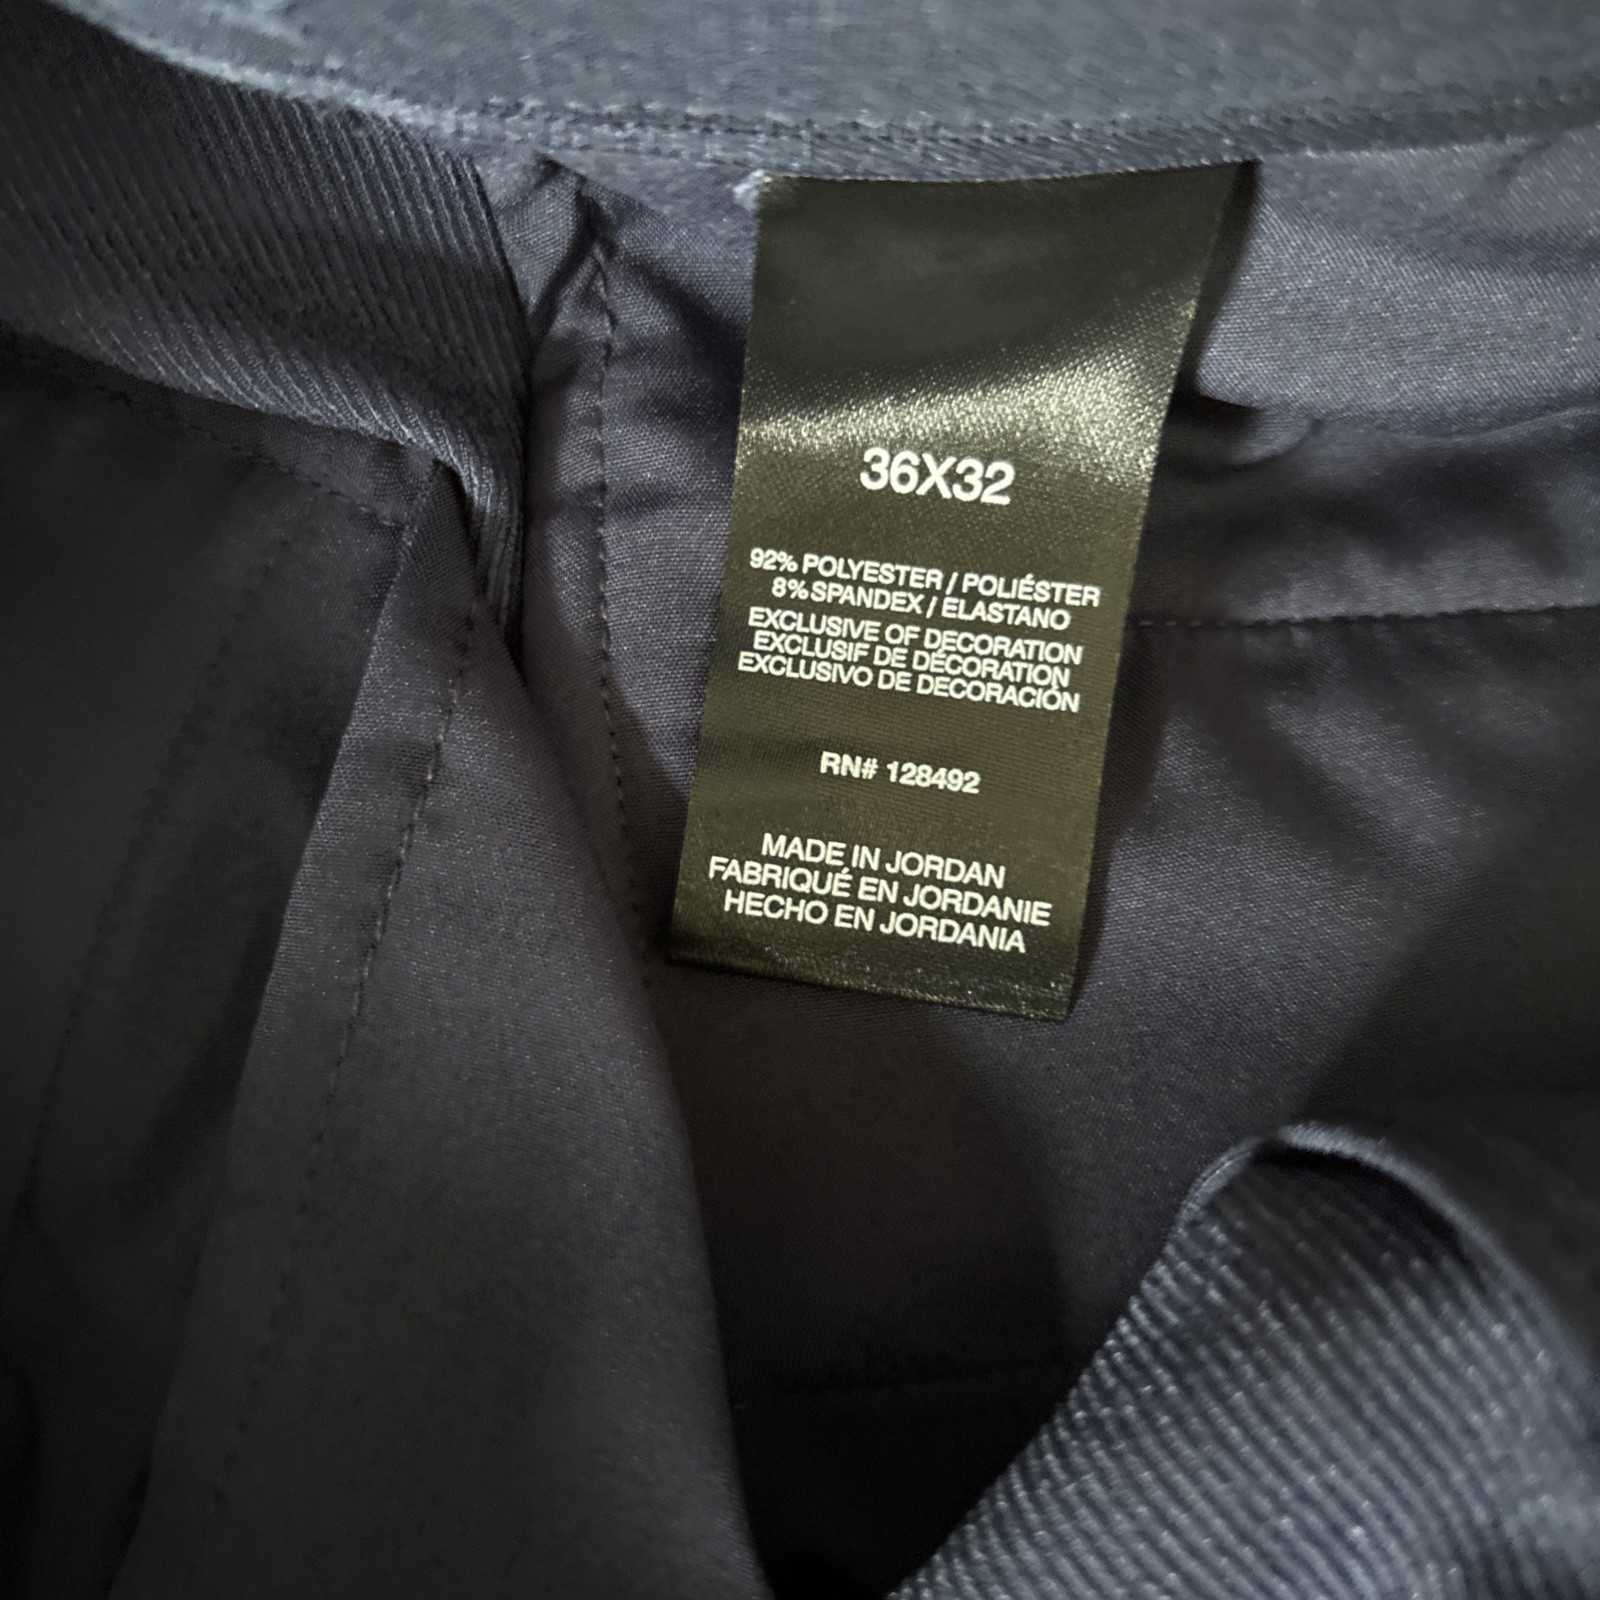 36X32
92% POLYESTER / POLIÉSTER
8% SPANDEX / ELASTANO
EXCLUSIVE OF DECORATION
EXCLUSIF DE DÉCORATION
EXCLUSIVO DE DECORACIÓN
RN# 128492
MADE IN JORDAN
FABRIQUÉ EN JORDANIE
HECHO EN JORDANIA